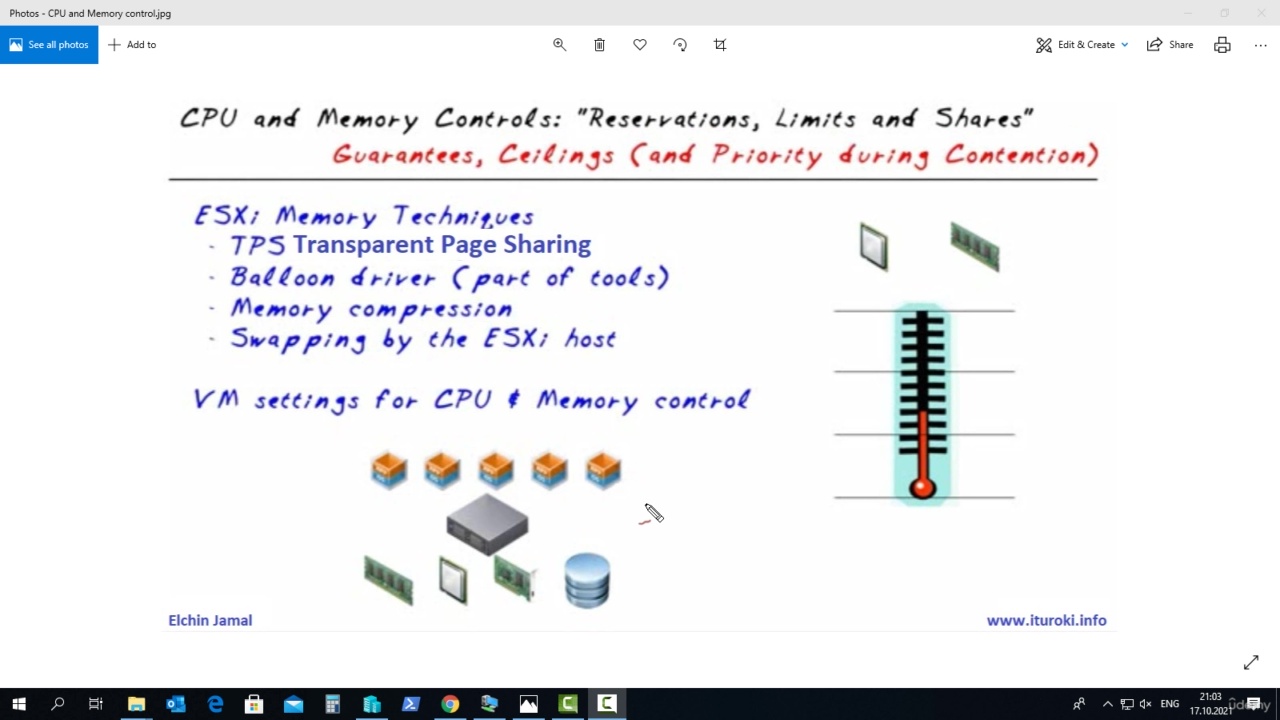 Photos - CPU and Memory control.jpg
See all photos
Add to
Edit & Create
Share
CPU and Memory Controls: "Reservations, Limits and Shares"
Guarantees, Ceilings (and Priority during Contention)
ESXi Memory Techniques
- TPS Transparent Page Sharing
- Balloon driver (part of tools)
- Memory compression
- Swapping by the ESXi host
VM settings for CPU & Memory control
Elchin Jamal
www.ituroki.info
ENG
21:03
17.10.2021
udemy